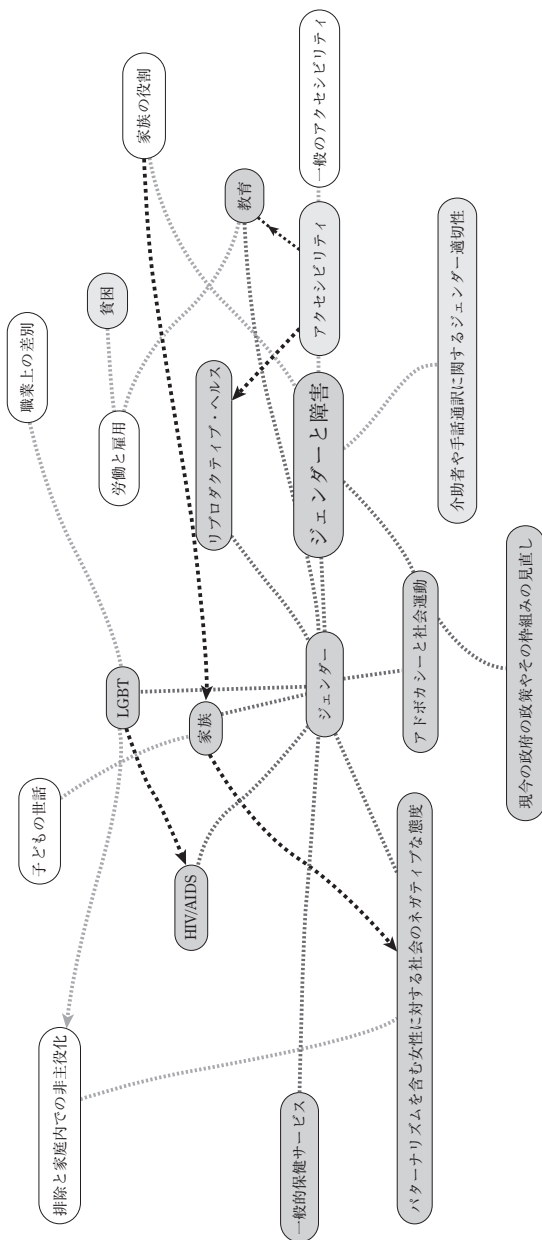 職業上の差別
家族の役割
貧困
労働と雇用
教育
一般のアクセシビリティ
アクセシビリティ
リプロダクティブ・ヘルス
ジェンダーと障害
介助者や手話通訳に関するジェンダー適切性
子どもの世話
LGBT
家族
ジェンダー
アドボカシーと社会運動
現今の政府の政策やその枠組みの見直し
HIV/AIDS
排除と家庭内での非主役化
一般的保健サービス
パターナリズムを含む女性に対する社会のネガティブな態度